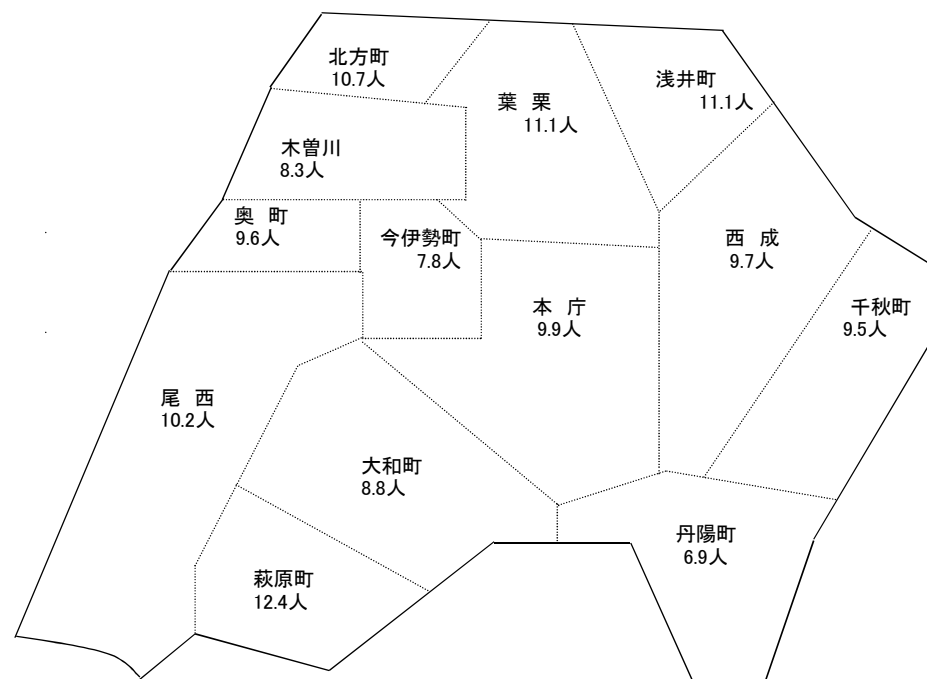 北方町
10.7人
浅井町
11.1人
葉 栗
11.1人
木曽川
8.3人
奥 町
9.6人
今伊勢町
7.8人
西 成
9.7人
本 庁
9.9人
千秋町
9.5人
尾 西
10.2人
大和町
8.8人
丹陽町
6.9人
萩原町
12.4人